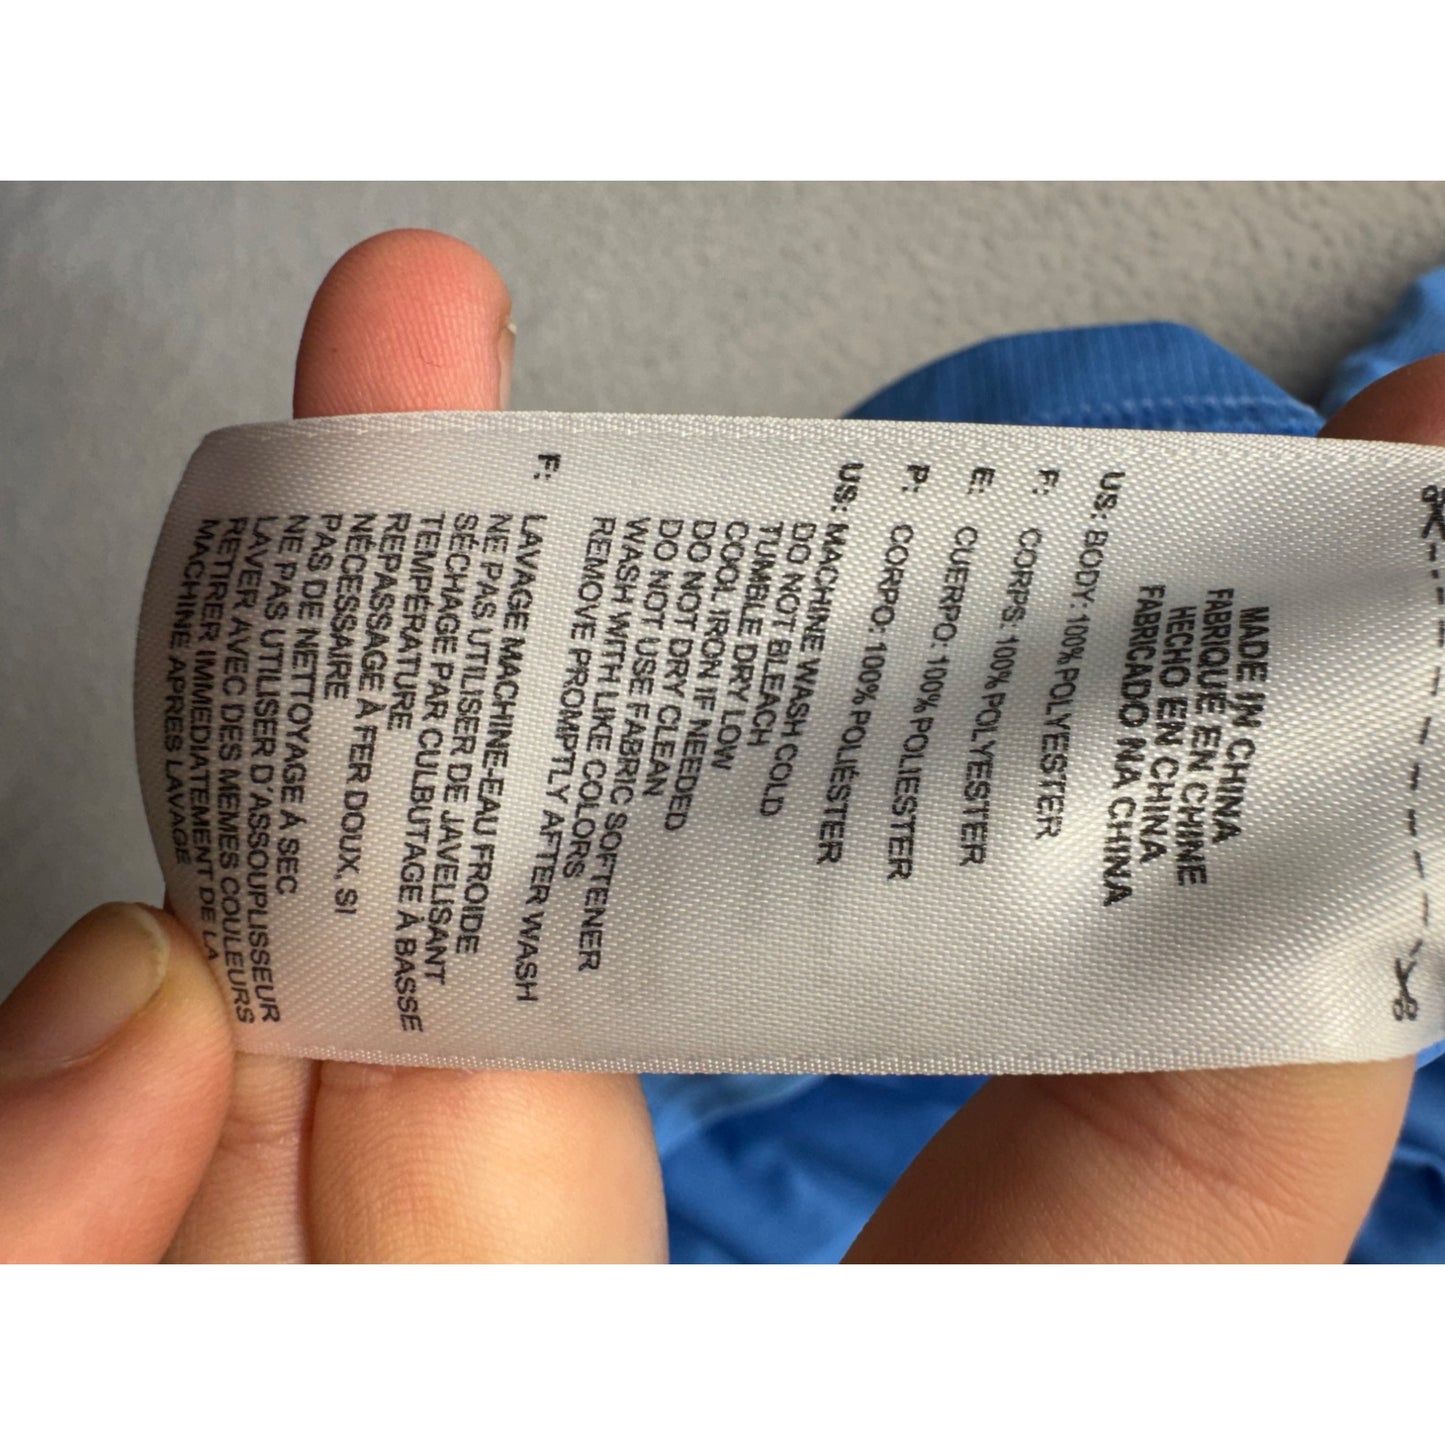 MADE IN CHINA
FABRIQUE EN CHINE
HECHO EN CHINA
FABRICADO NA CHINA
US: BODY: 100% POLYESTER
F: CORPS: 100% POLYESTER
E: CUERPO: 100% POLIESTER
P: CORPO: 100% POLIÉSTER
US: MACHINE WASH COLD
DO NOT BLEACH
TUMBLE DRY LOW
COOL IRON IF NEEDED
DO NOT DRY CLEAN
DO NOT USE FABRIC SOFTENER
WASH WITH LIKE COLORS
REMOVE PROMPTLY AFTER WASH
F: LAVAGE MACHINE-EAU FROIDE
NE PAS UTILISER DE JAVELISANT
SÉCHAGE PAR CULBUTAGE À BASSE
TEMPÉRATURE
REPASSAGE À FER DOUX, SI
NÉCESSAIRE
PAS DE NETTOYAGE À SEC
NE PAS UTILISER D'ASSOUPLISSEUR
LAVER AVEC DES MEMES COULEURS
RETIRER IMMEDIATEMENT DE LA
MACHINE APRES LAVAGE